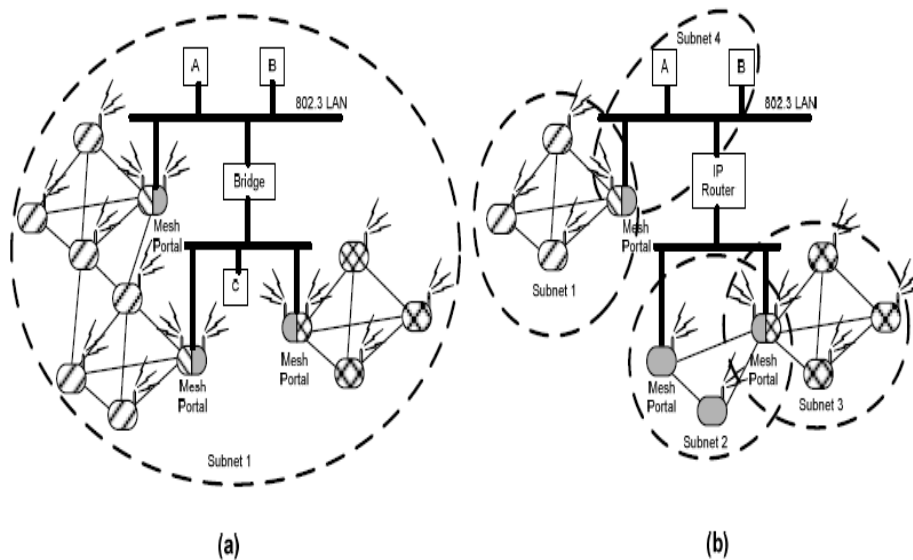 A
B
802.3 LAN
Bridge
Mesh
Portal
C
Mesh
Portal
Mesh
Portal
Subnet 1
(a)
Subnet 4
A
B
802.3 LAN
IP
Router
Mesh
Portal
Subnet 1
Mesh
Portal
Mesh
Portal
Subnet 3
Subnet 2
(b)